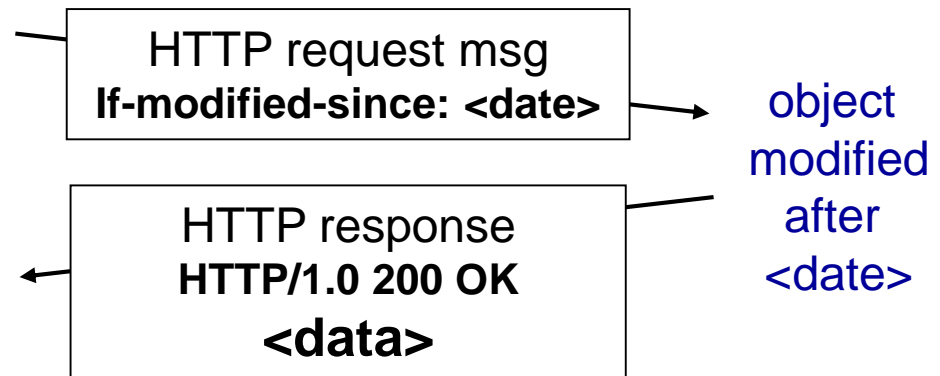 HTTP request msg
If-modified-since: <date>
object
modified
after
<date>
HTTP response
HTTP/1.0 200 OK
<data>